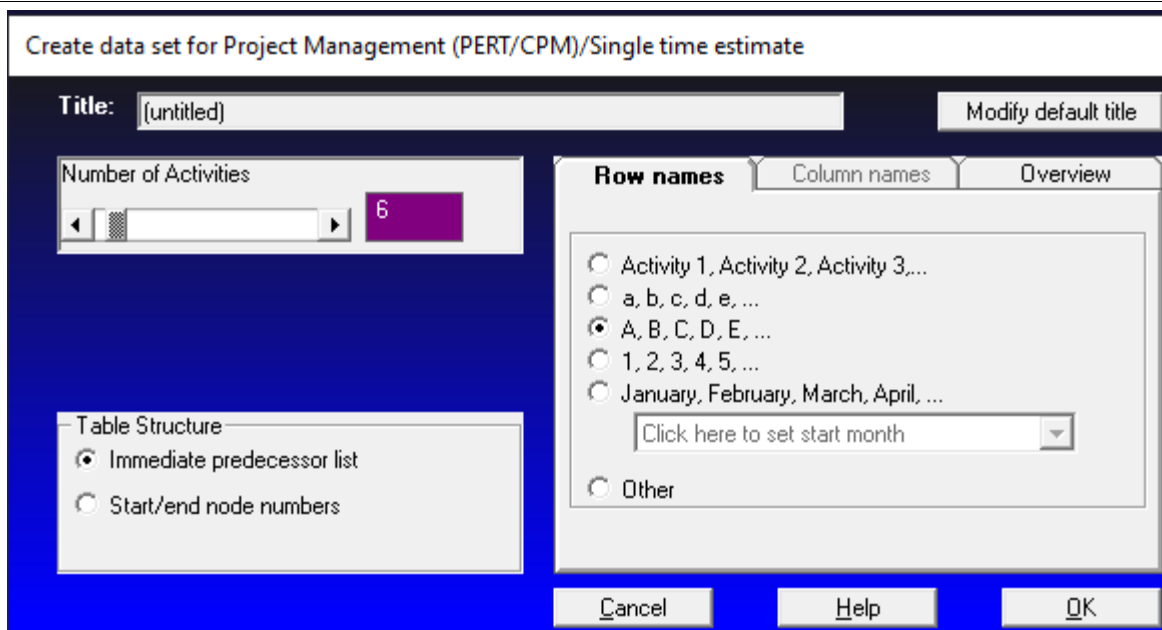 Create data set for Project Management (PERT/CPM)/Single time estimate
Title: (untitled) Modify default title
Number of Activities
6
Row names Column names Overview
Activity 1, Activity 2, Activity 3,...
a, b, c, d, e, ...
A, B, C, D, E, ...
1, 2, 3, 4, 5, ...
January, February, March, April, ...
Click here to set start month
Other
Table Structure
Immediate predecessor list
Start/end node numbers
Cancel Help OK